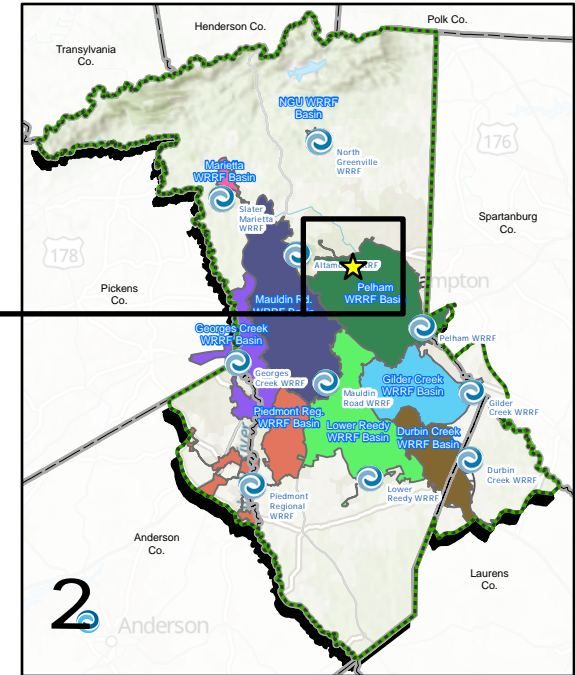 Polk Co.
Henderson Co.
Transylvania
Co.
NGU WRRF
Basin
176
North
Greenville
WRRF
Marietta
WRRF Basin
Slater
Marietta
WRRF
Spartanburg
Co.
178
Pickens
Co.
Pelham
WRRF Basin
Mauldin Rd.
Georges Creek
WRRF Basin
Pelham WRRF
Georges
Creek WRRF
Mauldin
Road WRRF
Gilder Creek
WRRF Basin
Gilder
Creek WRRF
Piedmont Reg.
WRRF Basin
Lower Reedy
WRRF Basin
Durbin Creek
WRRF Basin
Durbin
Creek WRRF
Piedmont
Regional
WRRF
Lower
Reedy WRRF
Anderson
Co.
Laurens
Co.
2
Anderson